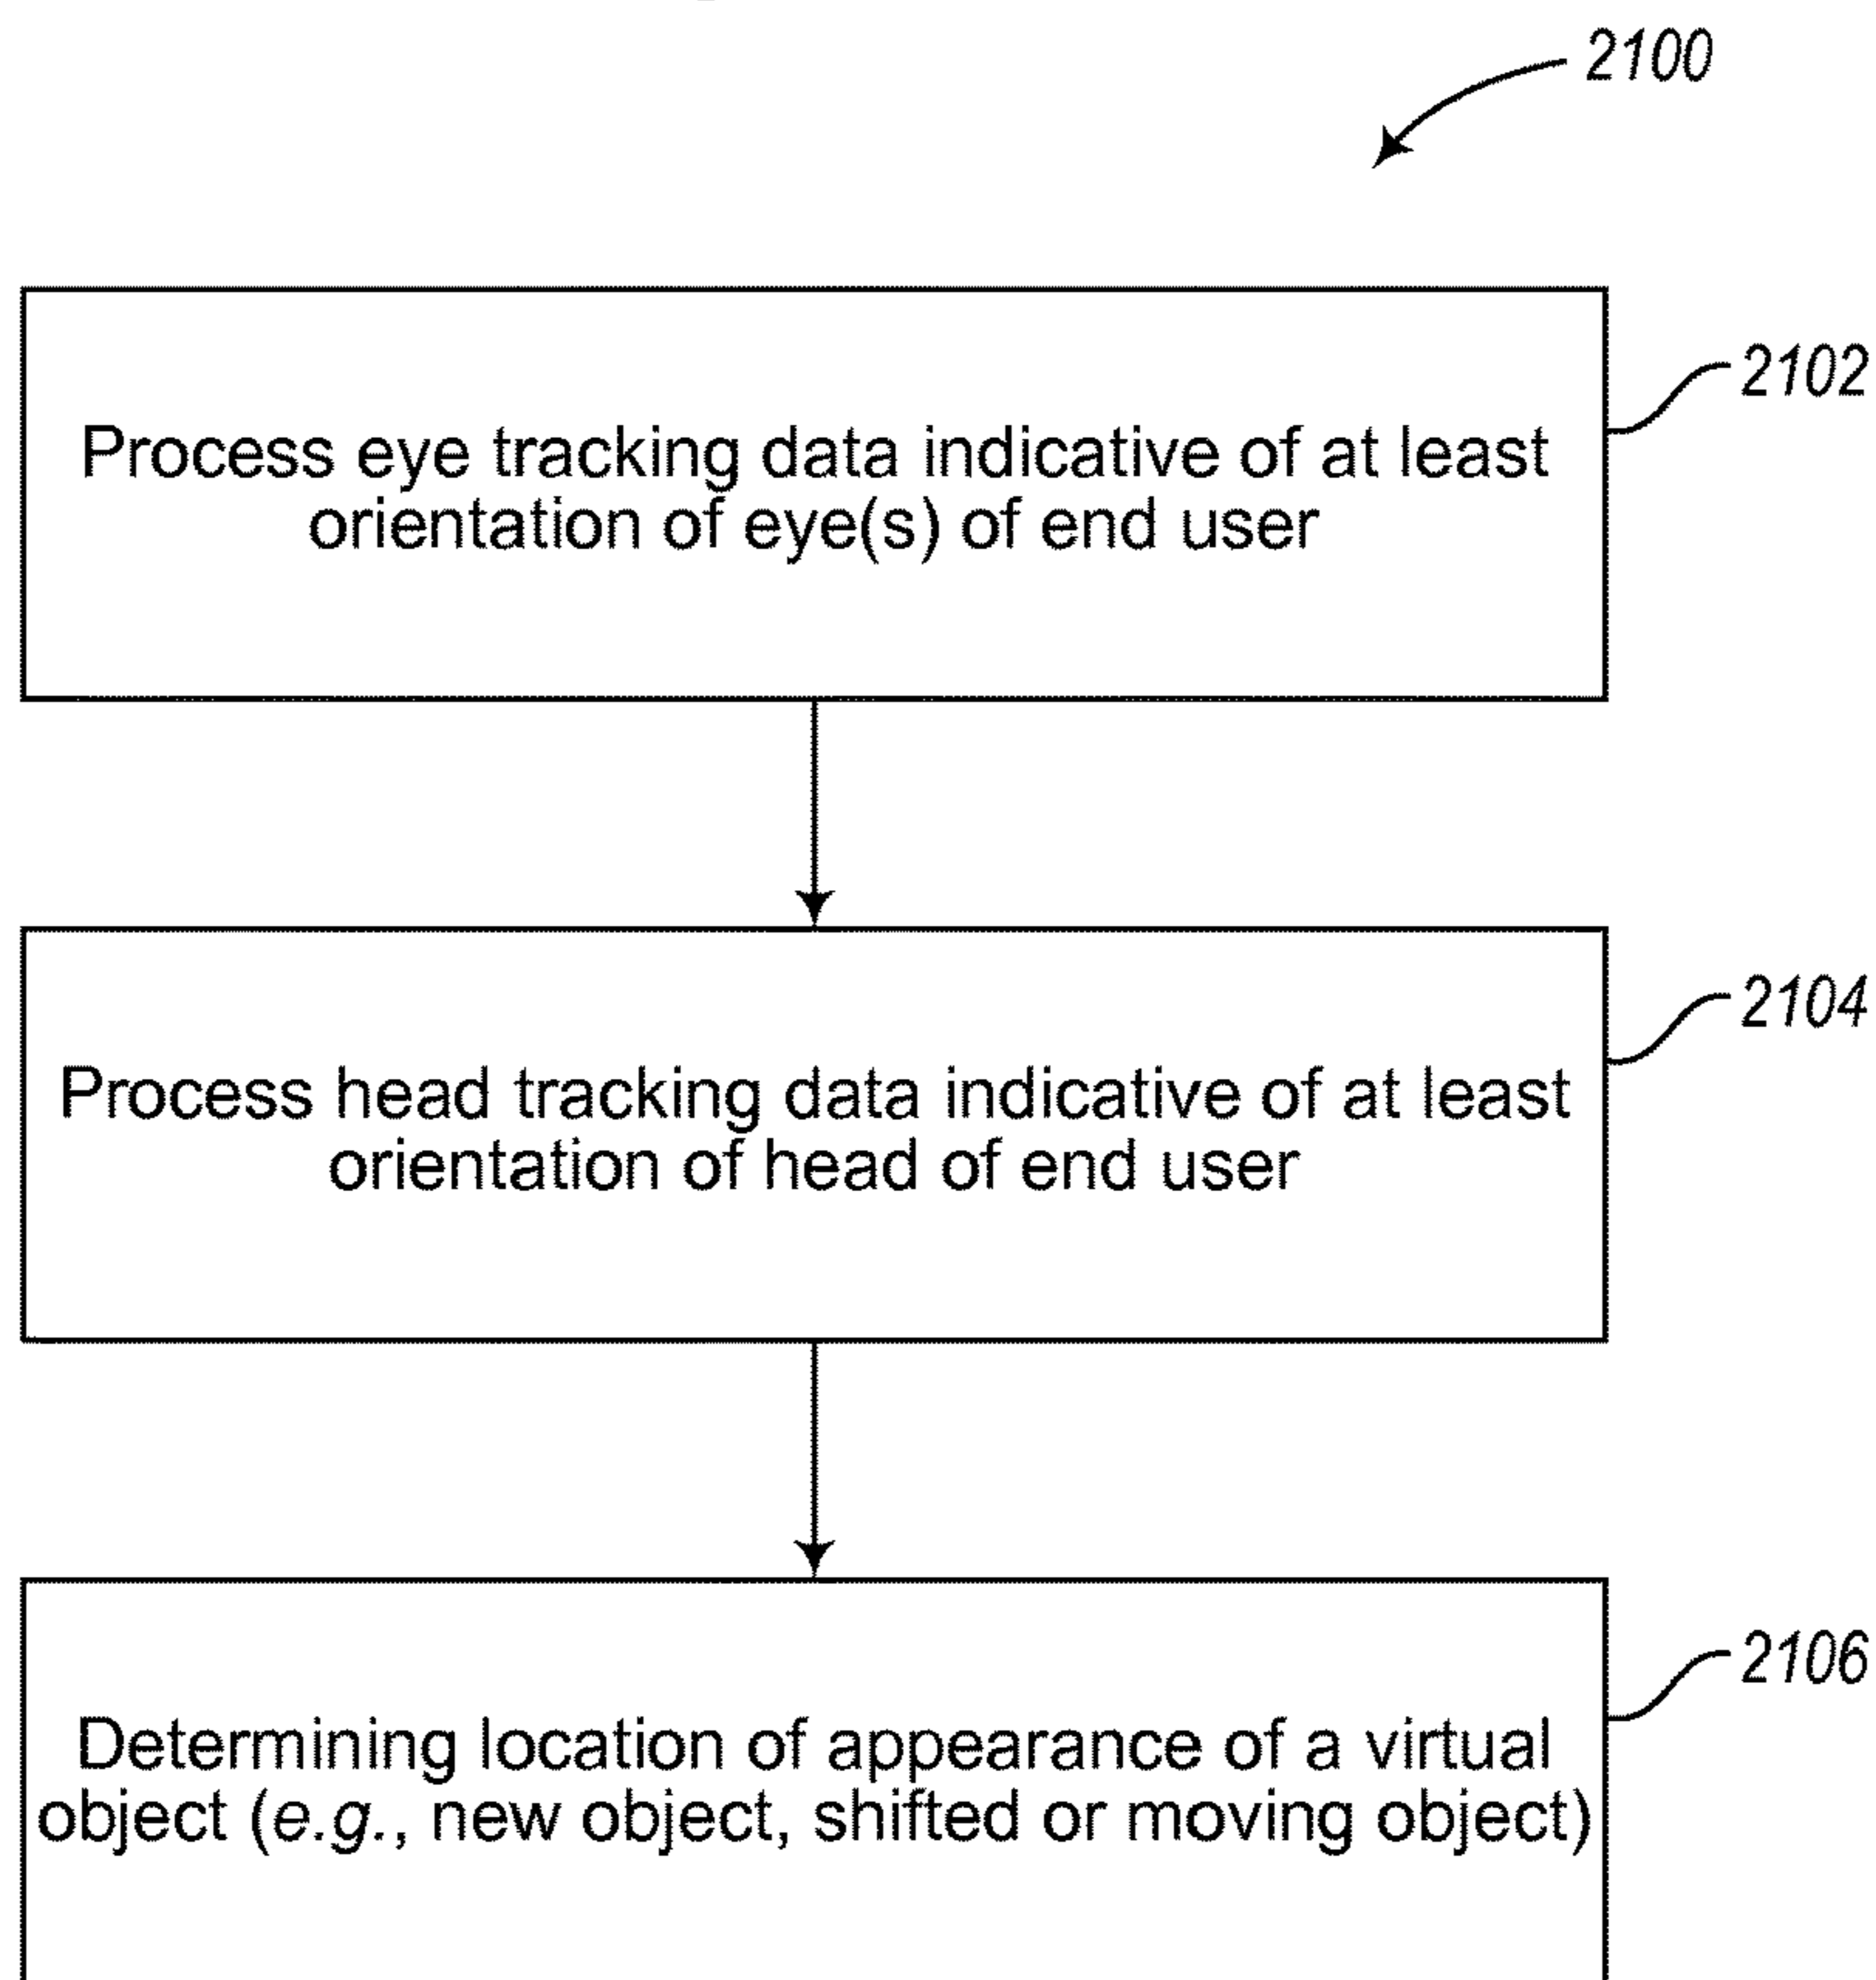 2100
2102
Process eye tracking data indicative of at least
orientation of eye(s) of end user
2104
Process head tracking data indicative of at least
orientation of head of end user
2106
Determining location of appearance of a virtual
object (e.g., new object, shifted or moving object)